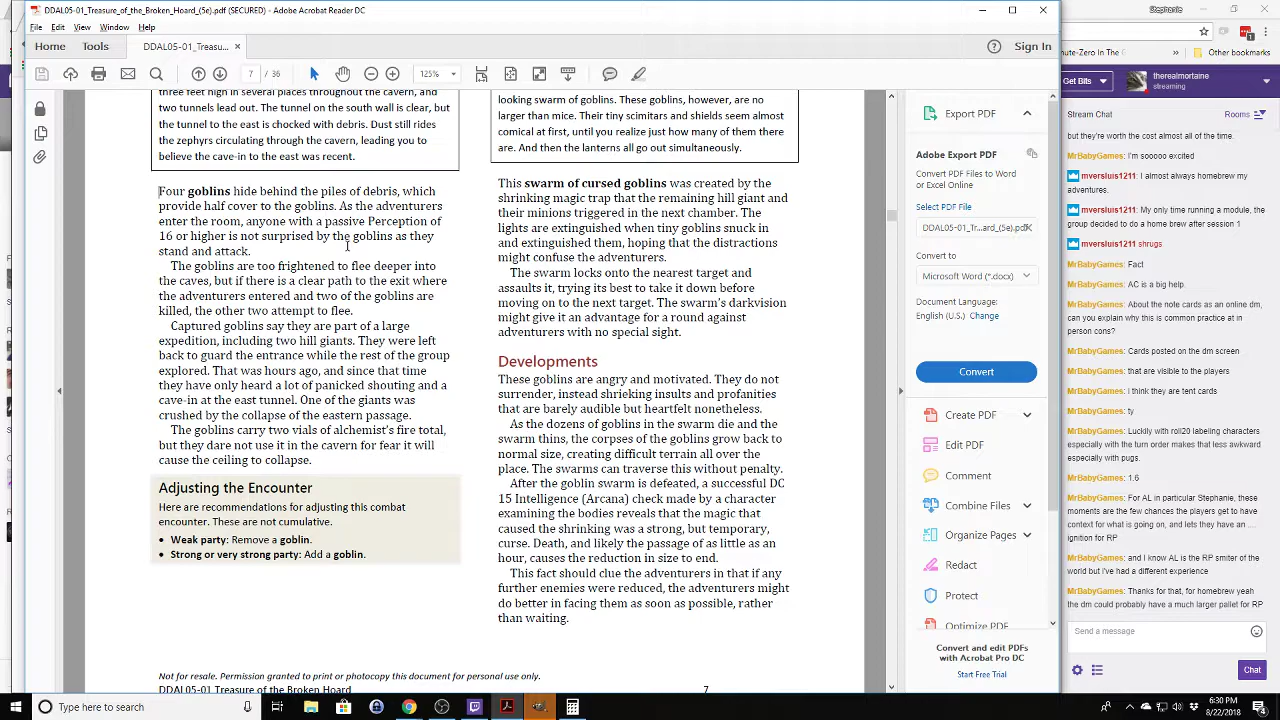 DDAL05-01_Treasure_of_the_Broken_Hoard_(5e).pdf (SECURED) - Adobe Acrobat Reader DC
Stephanie
File Edit View Window Help
Home Tools
DDAL05-01_Treasu... ×
Sign In
7 / 36
125%
three feet high in several places throughout the cavern, and
two tunnels lead out. The tunnel on the south wall is clear, but
the tunnel to the east is chocked with debris. Dust still rides
the zephyrs circulating through the cavern, leading you to
believe the cave-in to the east was recent.
Four goblins hide behind the piles of debris, which
provide half cover to the goblins. As the adventurers
enter the room, anyone with a passive Perception of
16 or higher is not surprised by the goblins as they
stand and attack.
The goblins are too frightened to flee deeper into
the caves, but if there is a clear path to the exit where
the adventurers entered and two of the goblins are
killed, the other two attempt to flee.
Captured goblins say they are part of a large
expedition, including two hill giants. They were left
back to guard the entrance while the rest of the group
explored. That was hours ago, and since that time
they have only heard a lot of panicked shouting and a
cave-in at the east tunnel. One of the giants was
crushed by the collapse of the eastern passage.
The goblins carry two vials of alchemist's fire total,
but they dare not use it in the cavern for fear it will
cause the ceiling to collapse.
Adjusting the Encounter
Here are recommendations for adjusting this combat
encounter. These are not cumulative.
• Weak party: Remove a goblin.
• Strong or very strong party: Add a goblin.
looking swarm of goblins. These goblins, however, are no
larger than mice. Their tiny scimitars and shields seem almost
comical at first, until you realize just how many of them there
are. And then the lanterns all go out simultaneously.
This swarm of cursed goblins was created by the
shrinking magic trap that the remaining hill giant and
their minions triggered in the next chamber. The
lights are extinguished when tiny goblins snuck in
and extinguished them, hoping that the distractions
might confuse the adventurers.
The swarm locks onto the nearest target and
assaults it, trying its best to take it down before
moving on to the next target. The swarm's darkvision
might give it an advantage for a round against
adventurers with no special sight.
Developments
These goblins are angry and motivated. They do not
surrender, instead shrieking insults and profanities
that are barely audible but heartfelt nonetheless.
As the dozens of goblins in the swarm die and the
swarm thins, the corpses of the goblins grow back to
normal size, creating difficult terrain all over the
place. The swarms can traverse this without penalty.
After the goblin swarm is defeated, a successful DC
15 Intelligence (Arcana) check made by a character
examining the bodies reveals that the magic that
caused the shrinking was a strong, but temporary,
curse. Death, and likely the passage of as little as an
hour, causes the reduction in size to end.
This fact should clue the adventurers in that if any
further enemies were reduced, the adventurers might
do better in facing them as soon as possible, rather
than waiting.
Not for resale. Permission granted to print or photocopy this document for personal use only.
DDAL05-01 Treasure of the Broken Hoard
7
Export PDF
Adobe Export PDF
Convert PDF Files to Word
or Excel Online
Select PDF File
DDAL05-01_Tr...ard_(5e).pdf
Convert to
Microsoft Word (*.docx)
Document Language:
English (U.S.) Change
Convert
Create PDF
Edit PDF
Comment
Combine Files
Organize Pages
Redact
Protect
Optimize PDF
Convert and edit PDFs
with Acrobat Pro DC
Start Free Trial
nute-Zero In The
Other bookmarks
Get Bits
therealmortaine
streaming
Stream Chat
Rooms
but they're worth the cost almost all of the time.
MrBabyGames: I'm sooooo excited
mversluis1211: I almost always homebrew my
adventures.
mversluis1211: My only time running a module, the
group decided to do a home brew after session 1
mversluis1211 shrugs.
MrBabyGames: Fact
MrBabyGames: AC is a big help.
MrBabyGames: About the note cards as an online dm,
can you explain why this is common practice at in
person cons?
MrBabyGames: Cards posted on the dm screen
MrBabyGames: that are visible to the players
MrBabyGames: i think they are tent cards
MrBabyGames: ty
MrBabyGames: Luckily with roll20 labeling characters
especially with the turn order makes that less awkward
especially with pugs.
MrBabyGames: 1.6
MrBabyGames: For AL in particular Stephanie, these
moments are the few chances the players get to have
context for what is going on, and lets they have an ....
ignition for RP
MrBabyGames: and I know AL is the RP smiter of the
world but i've had a different experience
MrBabyGames: Thanks for that, for homebrew yeah
the dm could probably have a much larger pallet for RP
Send a message
Chat
Type here to search
6:30 PM
8/22/2018